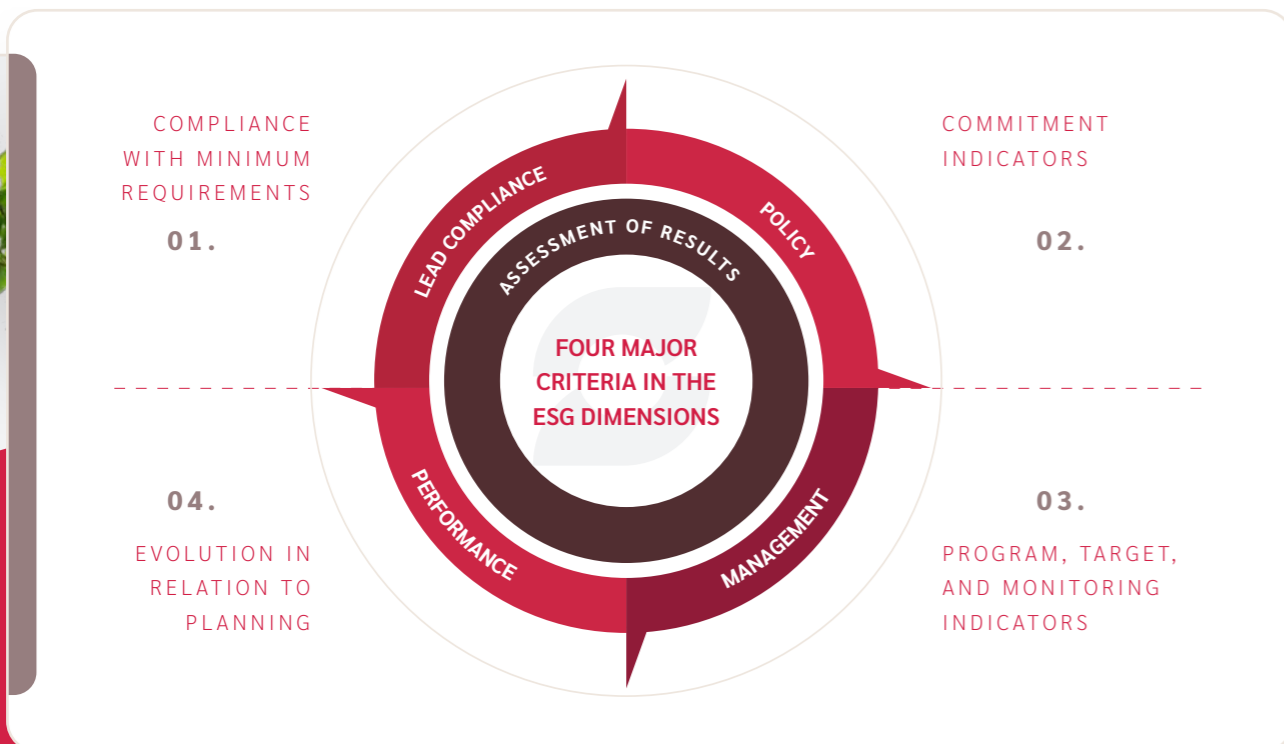 COMPLIANCE
WITH MINIMUM
REQUIREMENTS
01.
COMMITMENT
INDICATORS
02.
LEAD COMPLIANCE
POLICY
ASSESSMENT OF RESULTS
FOUR MAJOR
CRITERIA IN THE
ESG DIMENSIONS
PERFORMANCE
MANAGEMENT
04.
EVOLUTION IN
RELATION TO
PLANNING
03.
PROGRAM, TARGET,
AND MONITORING
INDICATORS